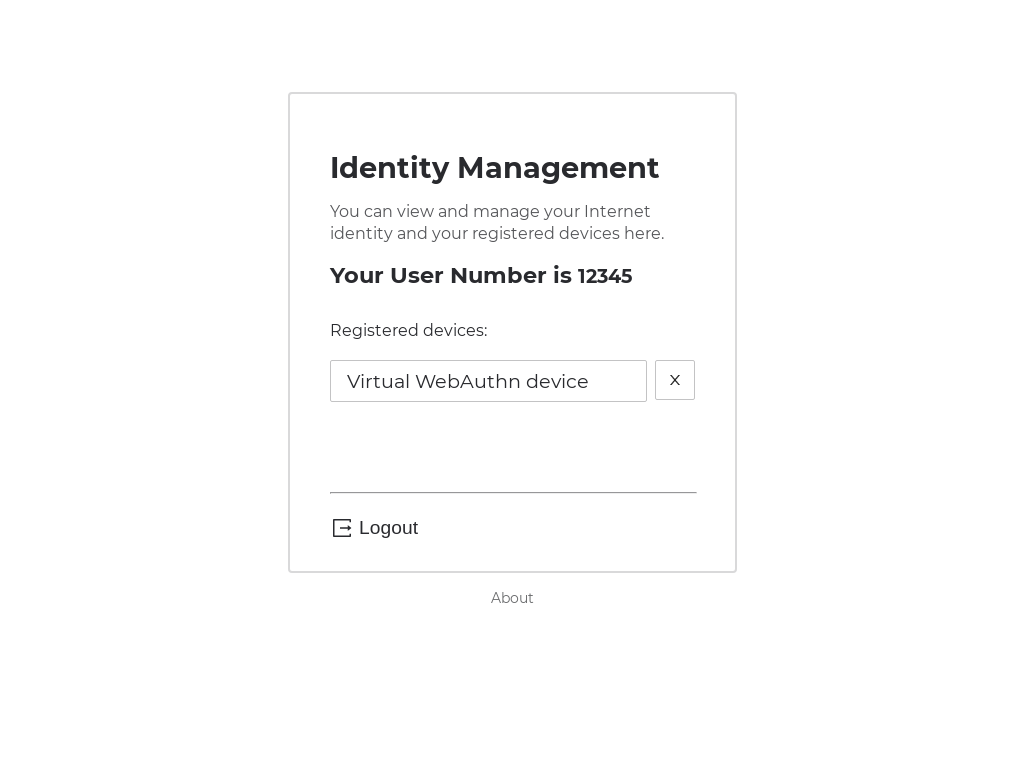 Identity Management
You can view and manage your Internet
identity and your registered devices here.
Your User Number is 12345
Registered devices:
Virtual WebAuthn device
X
Logout
About